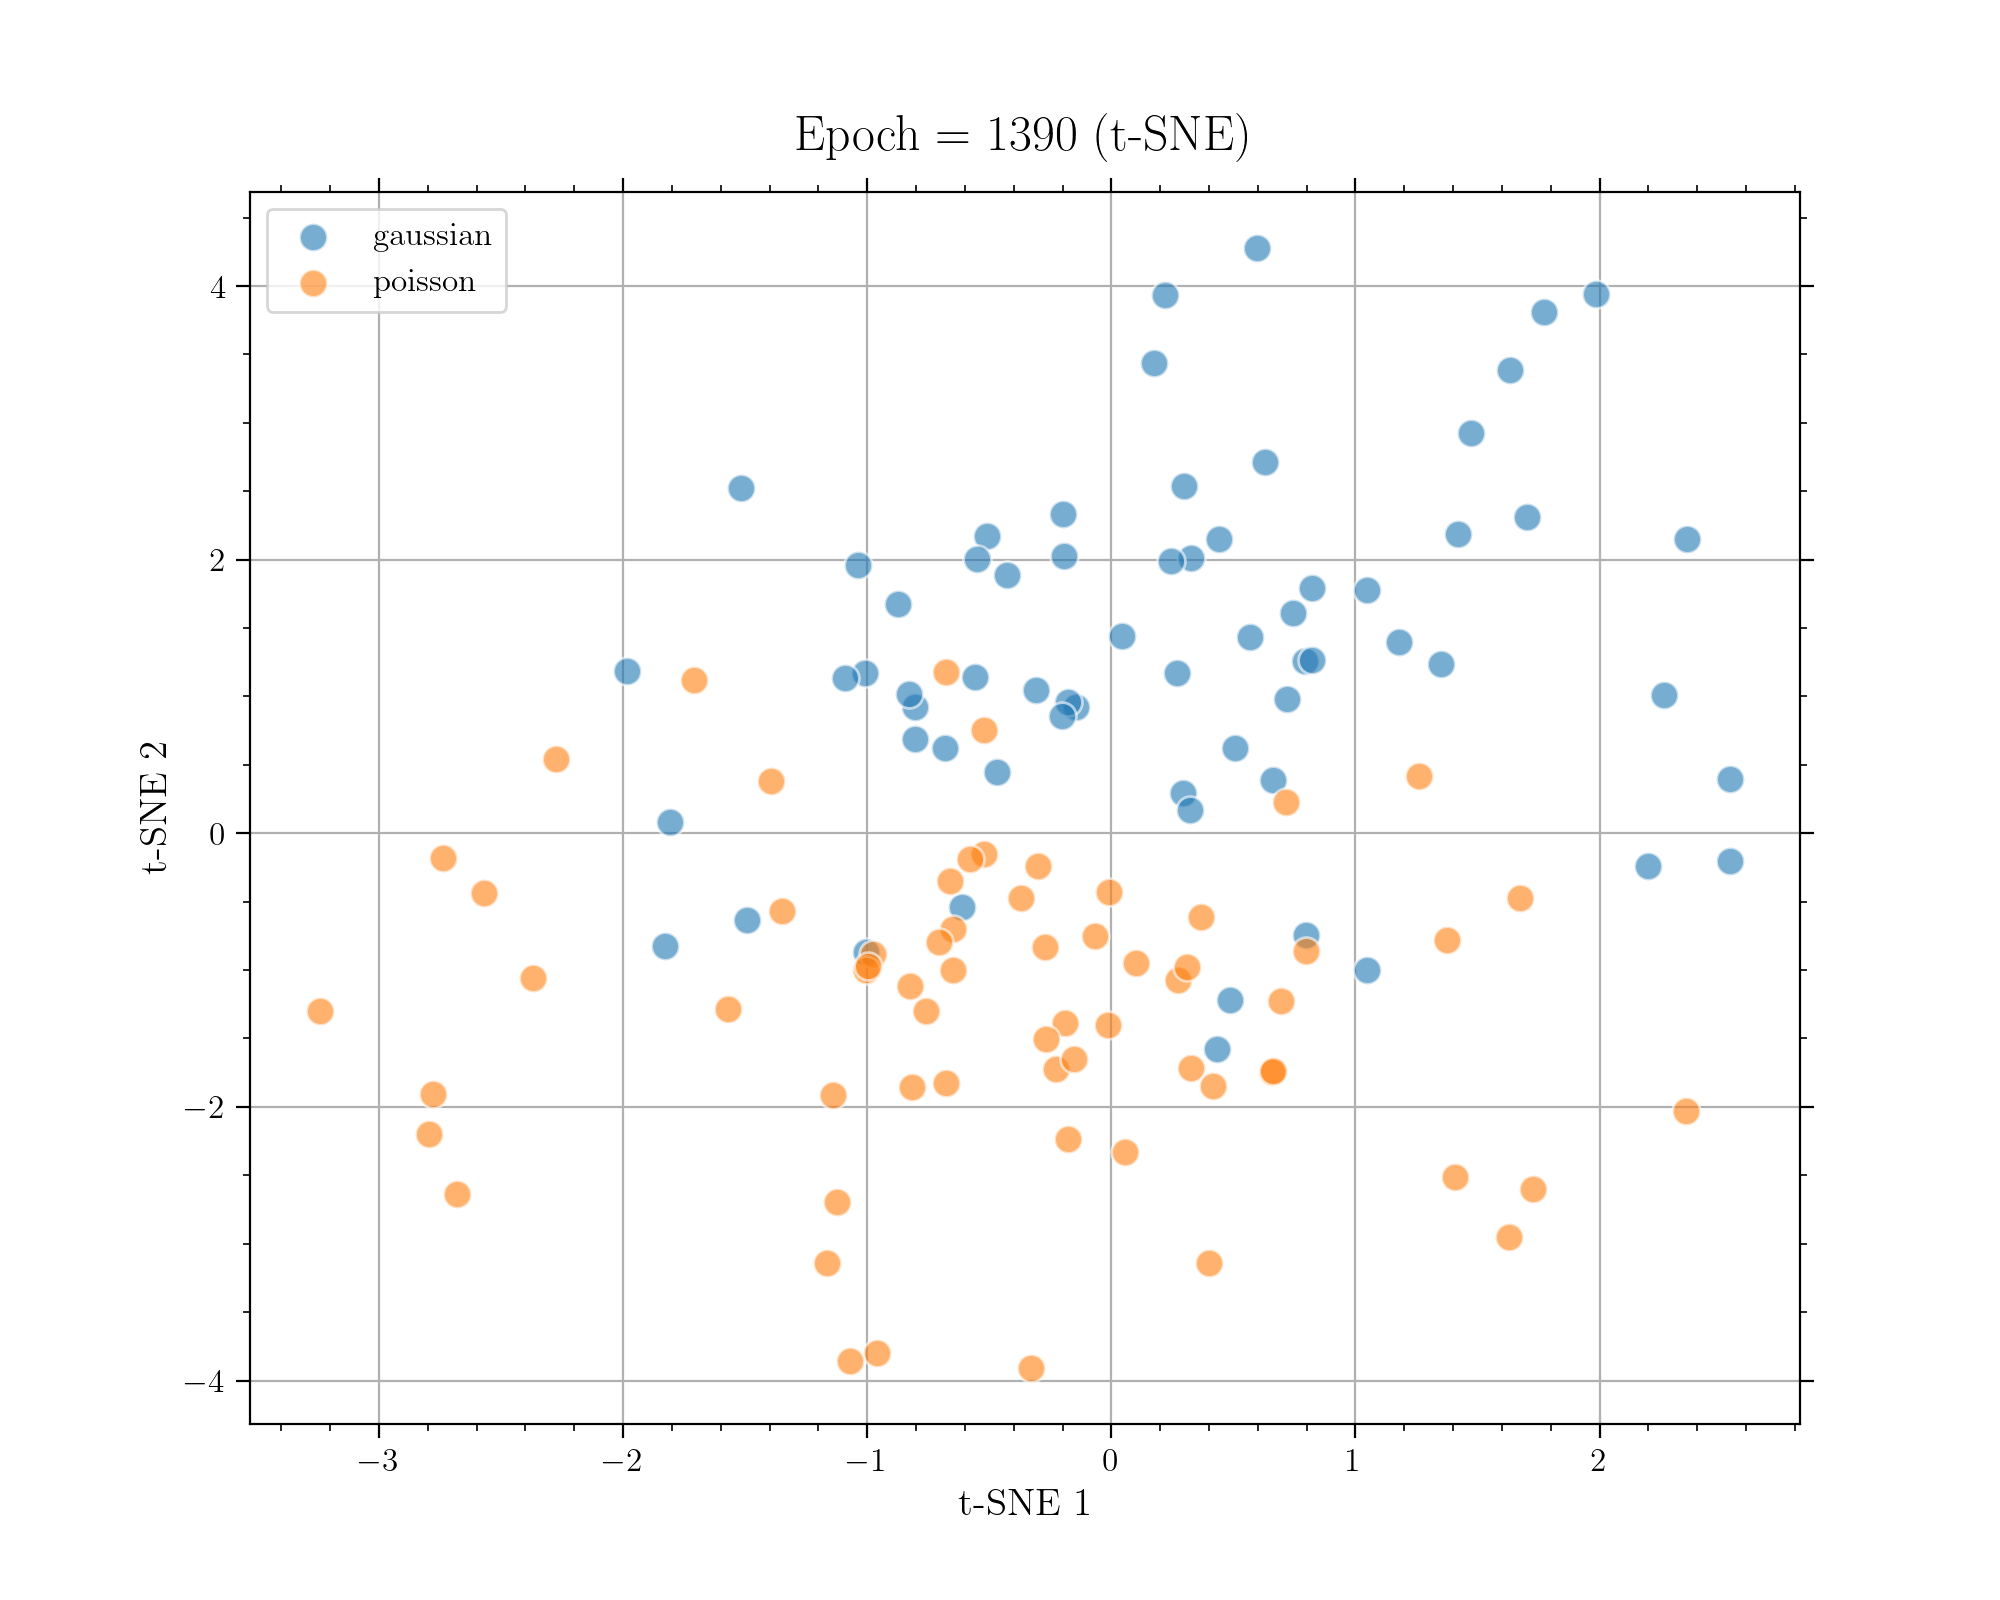 Epoch = 1390 (t-SNE)
gaussian
poisson
4
2
0
−2
−4
t-SNE 2
−3
−2
−1
0
1
2
t-SNE 1